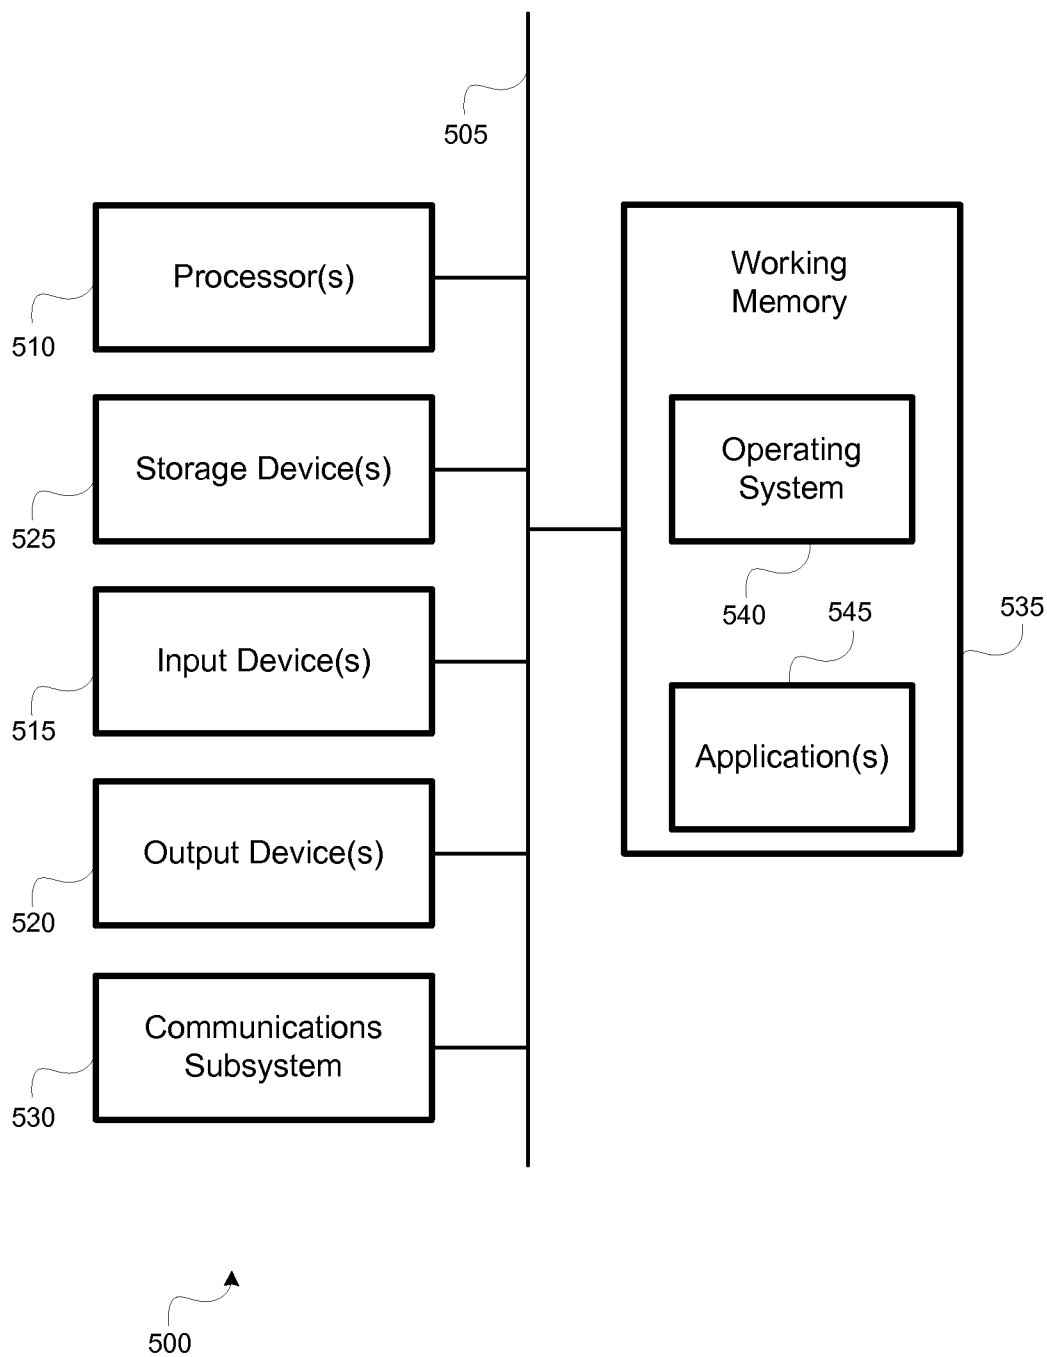 505
Processor(s)
510
Storage Device(s)
525
Input Device(s)
515
Output Device(s)
520
Communications
Subsystem
530
Working
Memory
Operating
System
540
545
535
Application(s)
500